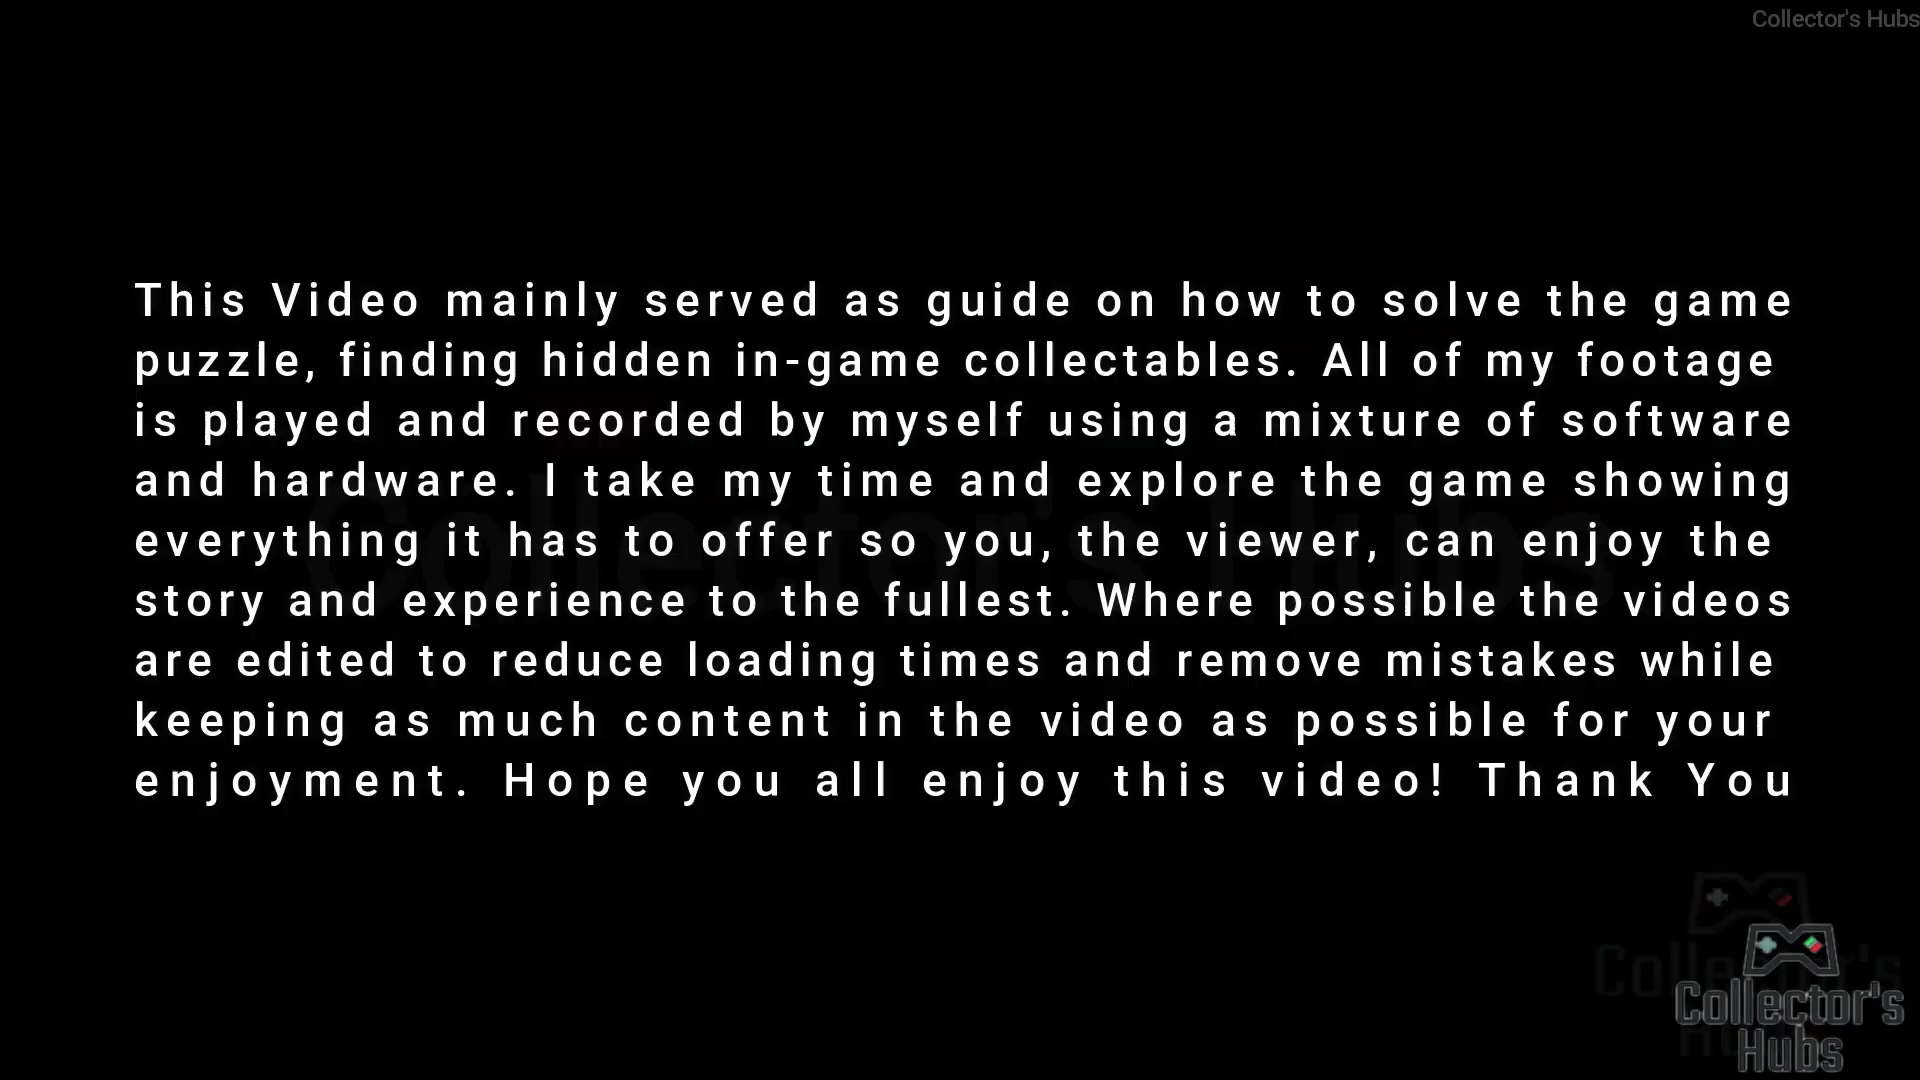 Collector's Hubs
This Video mainly served as guide on how to solve the game
puzzle, finding hidden in-game collectables. All of my footage
is played and recorded by myself using a mixture of software
and hardware. I take my time and explore the game showing
everything it has to offer so you, the viewer, can enjoy the
story and experience to the fullest. Where possible the videos
are edited to reduce loading times and remove mistakes while
keeping as much content in the video as possible for your
enjoyment. Hope you all enjoy this video! Thank You
Collector's Hubs
Collector's
Hubs
Collector's
Hubs